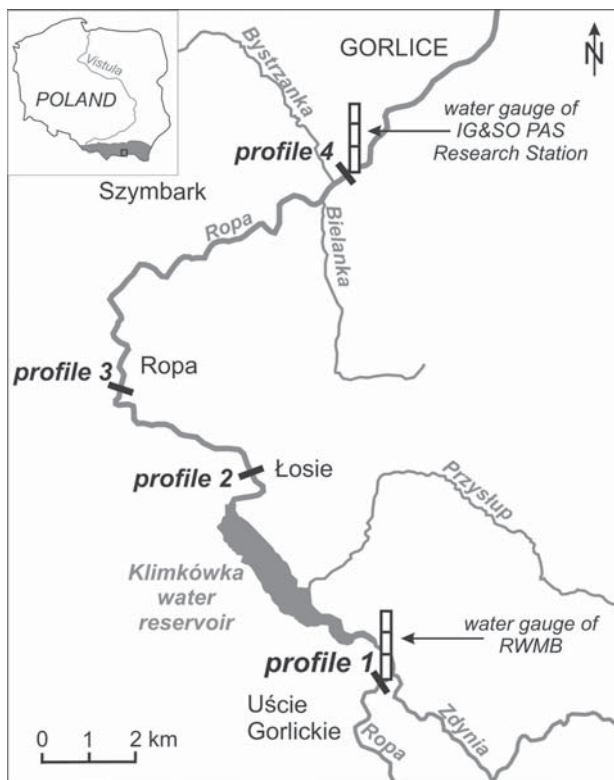 Vistula
POLAND
Bystrzanka
GORLICE
N
water gauge of
IG&SO PAS
Research Station
profile 4
Szymbark
Ropa
Bielanka
profile 3
Ropa
profile 2
Łosie
Przysłup
Klimkówka
water
reservoir
water gauge of
RWMB
profile 1
Uście
Gorlickie
Ropa
Zdynia
0 1 2 km